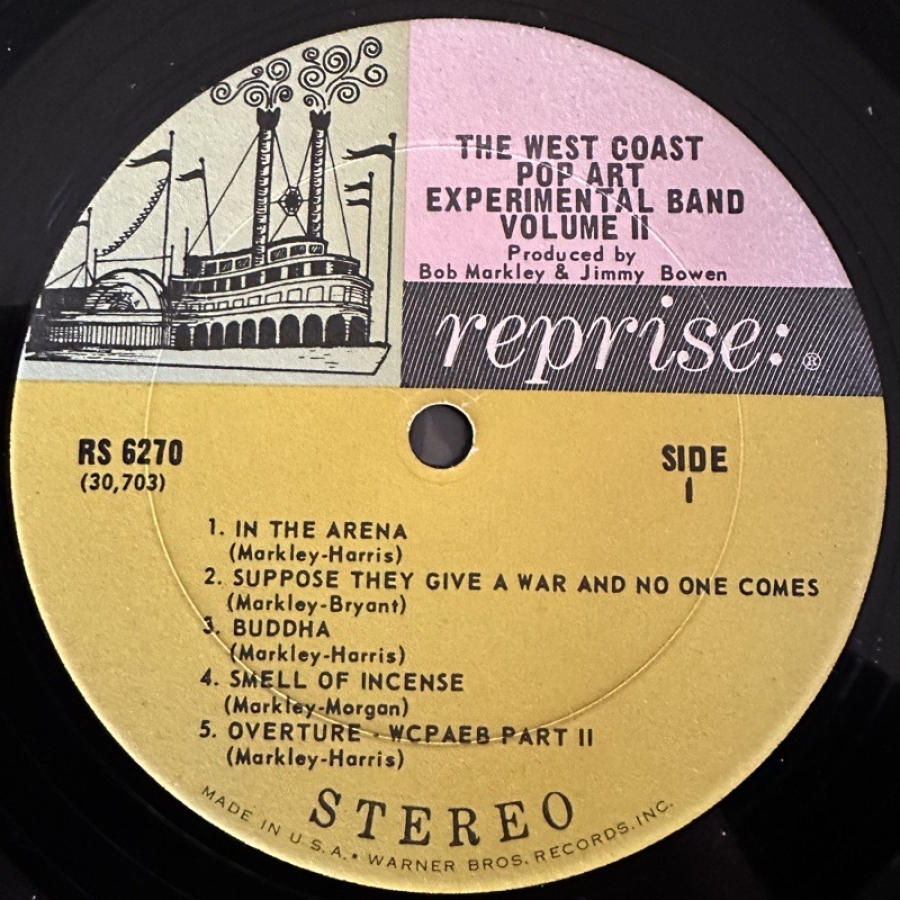 THE WEST COAST
POP ART
EXPERIMENTAL BAND
VOLUME II
Produced by
Bob Markley & Jimmy Bowen
reprise: ®
RS 6270
(30,703)
SIDE
1
1. IN THE ARENA
(Markley-Harris)
2. SUPPOSE THEY GIVE A WAR AND NO ONE COMES
(Markley-Bryant)
3. BUDDHA
(Markley-Harris)
4. SMELL OF INCENSE
(Markley-Morgan)
5. OVERTURE - WCPAEB PART II
(Markley-Harris)
STEREO
MADE IN U.S.A. • WARNER BROS. RECORDS, INC.